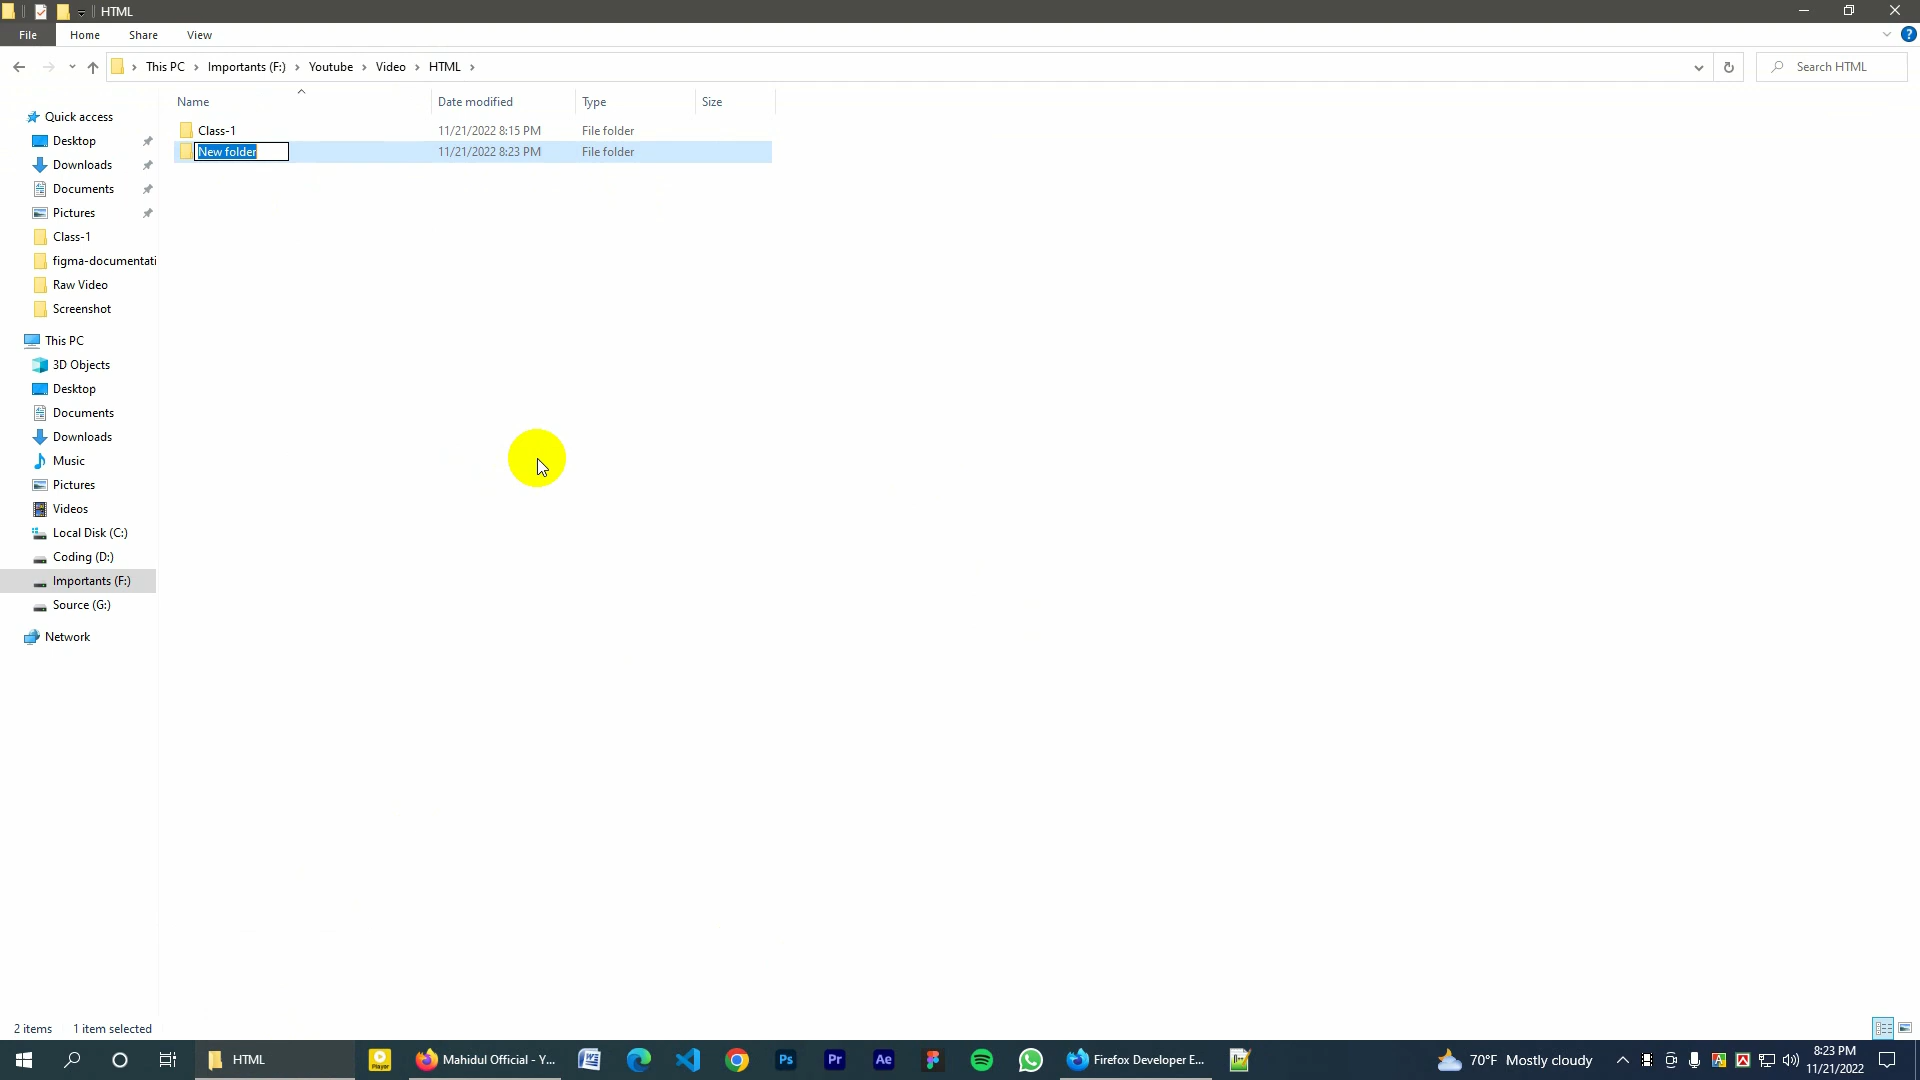 HTML
File Home Share View
This PC Importants (F:) Youtube Video HTML
Search HTML
Name Date modified Type Size
Class-1 11/21/2022 8:15 PM File folder
New folder 11/21/2022 8:23 PM File folder
Quick access
Desktop
Downloads
Documents
Pictures
Class-1
figma-documentati
Raw Video
Screenshot
This PC
3D Objects
Desktop
Documents
Downloads
Music
Pictures
Videos
Local Disk (C:)
Coding (D:)
Importants (F:)
Source (G:)
Network
2 items 1 item selected
HTML
Player
Mahidul Official - Y...
Ps
Pr
Ae
Firefox Developer E...
70°F Mostly cloudy
8:23 PM
11/21/2022